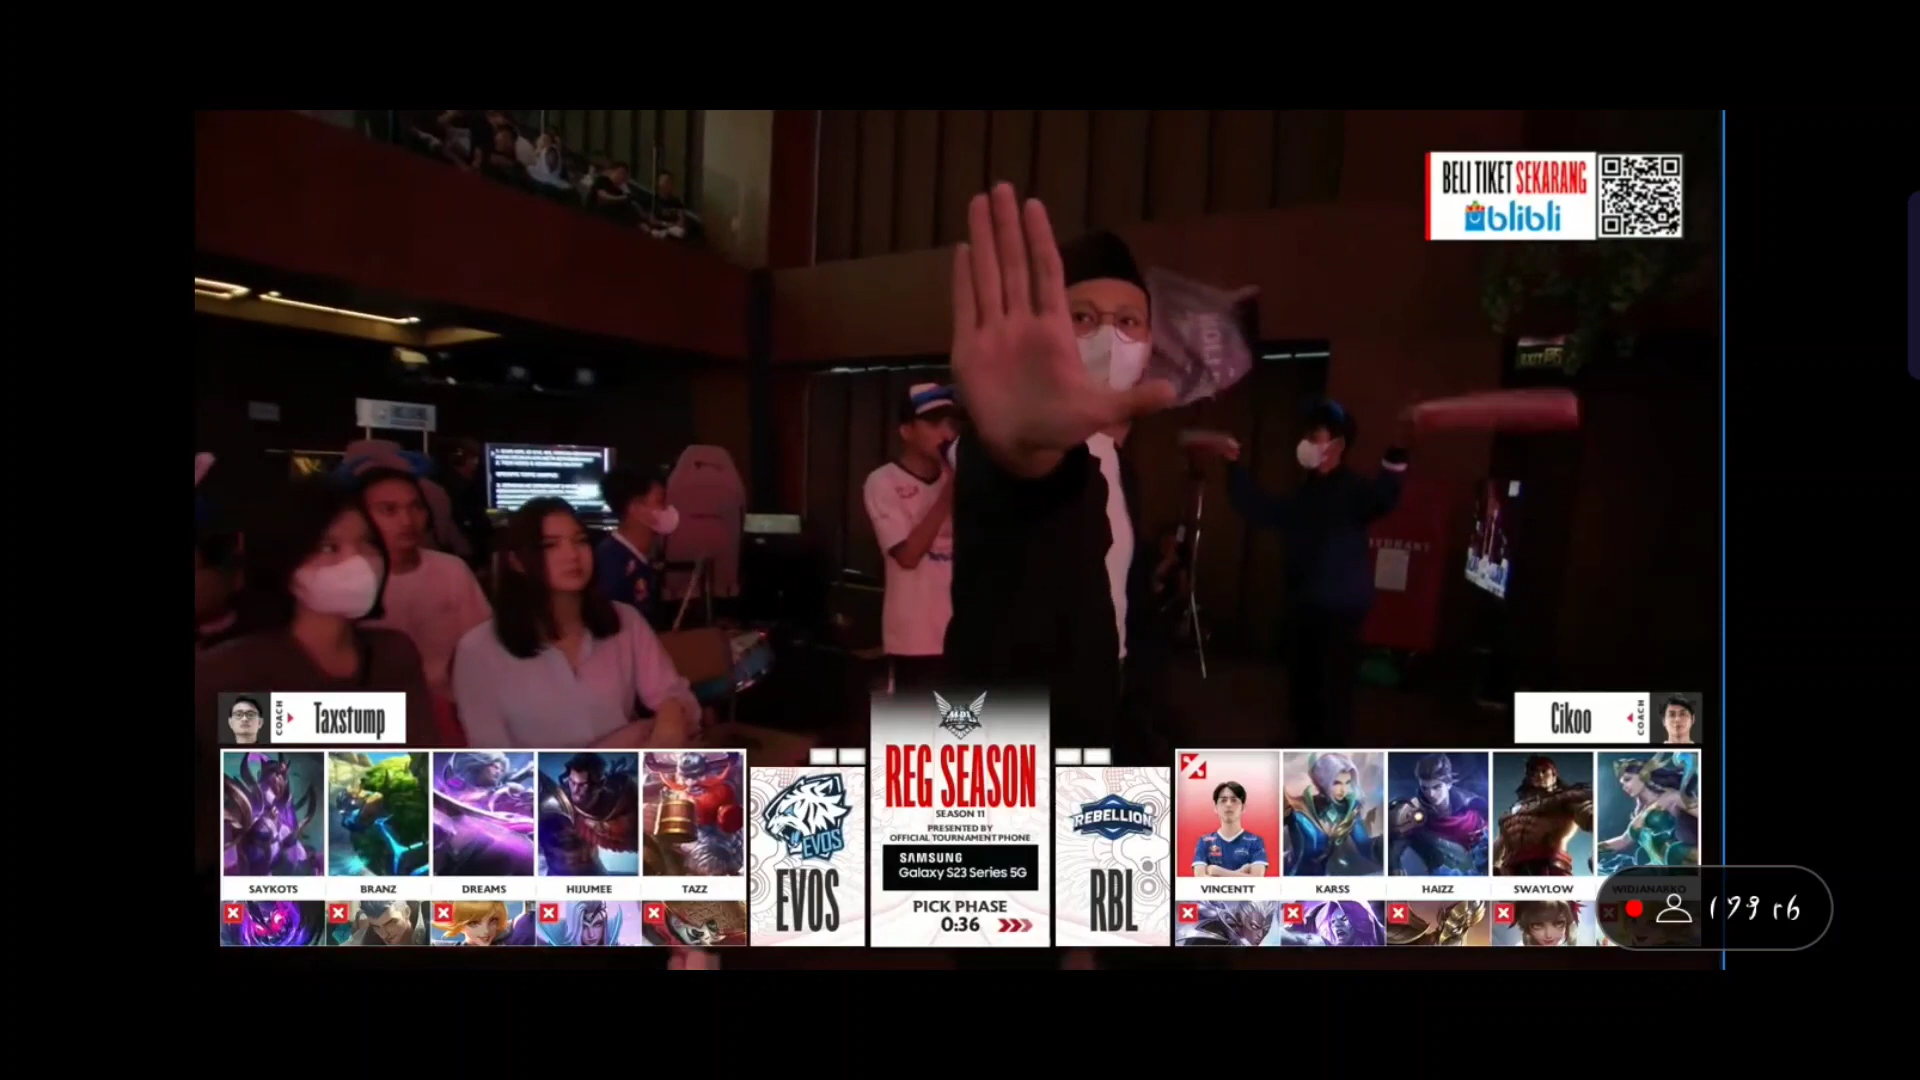 BELI TIKET SEKARANG
blibli
COACH
Taxstump
Cikoo
COACH
SAYKOTS
BRANZ
DREAMS
HIJUMEE
TAZZ
EVOS
EVOS
REG SEASON
SEASON 11
PRESENTED BY
OFFICIAL TOURNAMENT PHONE
SAMSUNG
Galaxy S23 Series 5G
PICK PHASE
0:36
REBELLION
RBL
VINCENTT
KARSS
HAIZZ
SWAYLOW
WIDJANAKKO
179 rb